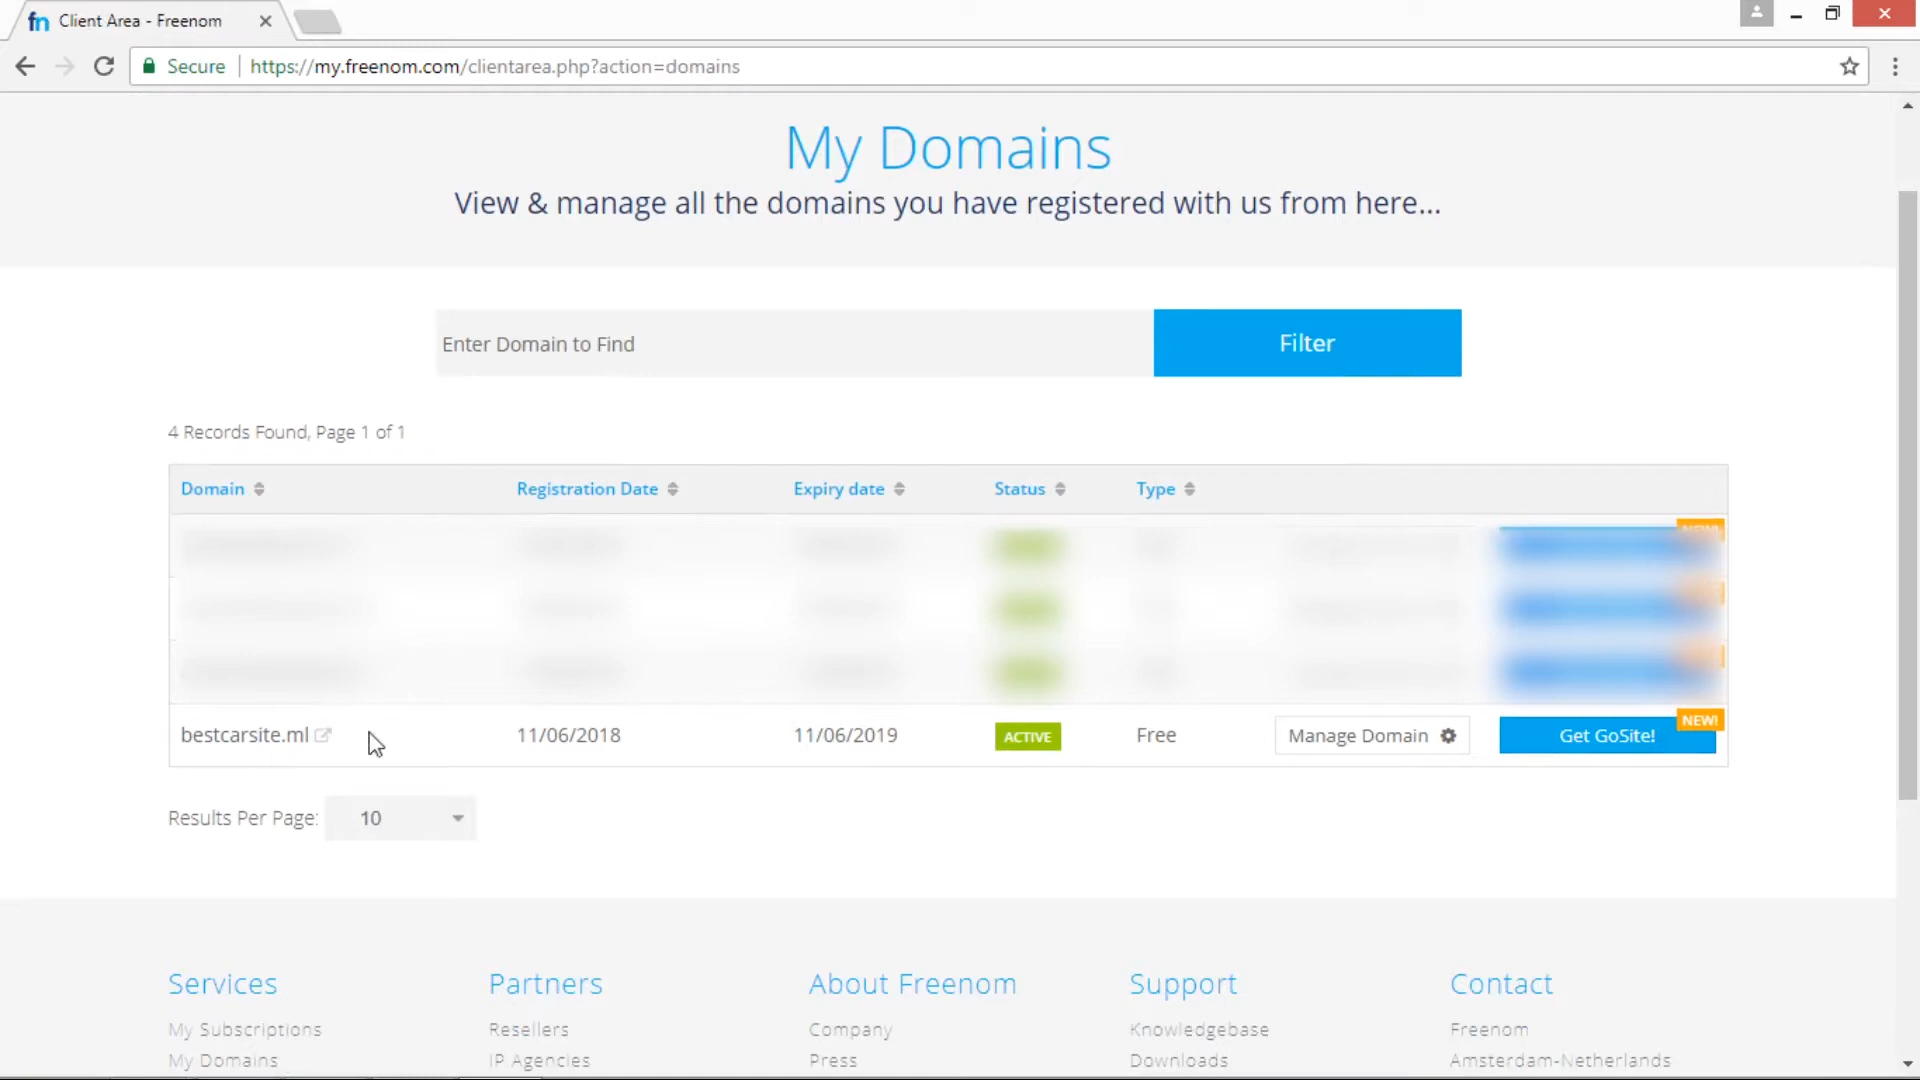 Client Area - Freenom
Secure
https://my.freenom.com/clientarea.php?action=domains
My Domains
View & manage all the domains you have registered with us from here...
Enter Domain to Find
Filter
4 Records Found, Page 1 of 1
Domain Registration Date Expiry date Status Type
bestcarsite.ml 11/06/2018 11/06/2019 ACTIVE Free Manage Domain Get GoSite! NEW!
Results Per Page: 10
Services Partners About Freenom Support Contact
My Subscriptions Resellers Company Knowledgebase Freenom
My Domains IP Agencies Press Downloads Amsterdam-Netherlands